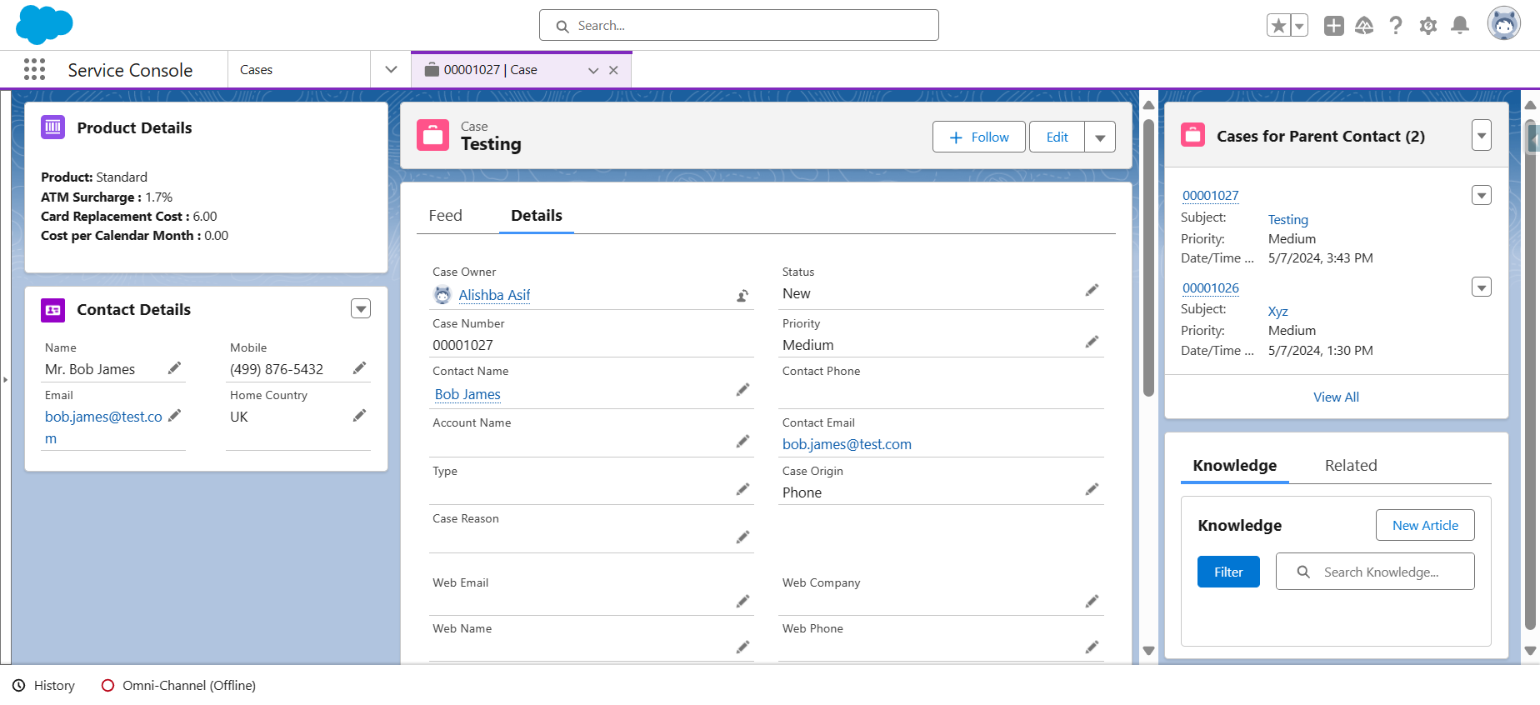 Search...
Service Console
Cases
00001027 | Case
Product Details
Product: Standard
ATM Surcharge : 1.7%
Card Replacement Cost : 6.00
Cost per Calendar Month : 0.00
Contact Details
Name
Mr. Bob James
Mobile
(499) 876-5432
Email
bob.james@test.co
m
Home Country
UK
Case
Testing
Follow
Edit
Feed
Details
Case Owner
Alishba Asif
Status
New
Case Number
00001027
Priority
Medium
Contact Name
Bob James
Contact Phone
Account Name
Contact Email
bob.james@test.com
Type
Case Origin
Phone
Case Reason
Web Email
Web Company
Web Name
Web Phone
Cases for Parent Contact (2)
00001027
Subject: Testing
Priority: Medium
Date/Time ... 5/7/2024, 3:43 PM
00001026
Subject: Xyz
Priority: Medium
Date/Time ... 5/7/2024, 1:30 PM
View All
Knowledge
Related
Knowledge
New Article
Filter
Search Knowledge...
History
Omni-Channel (Offline)